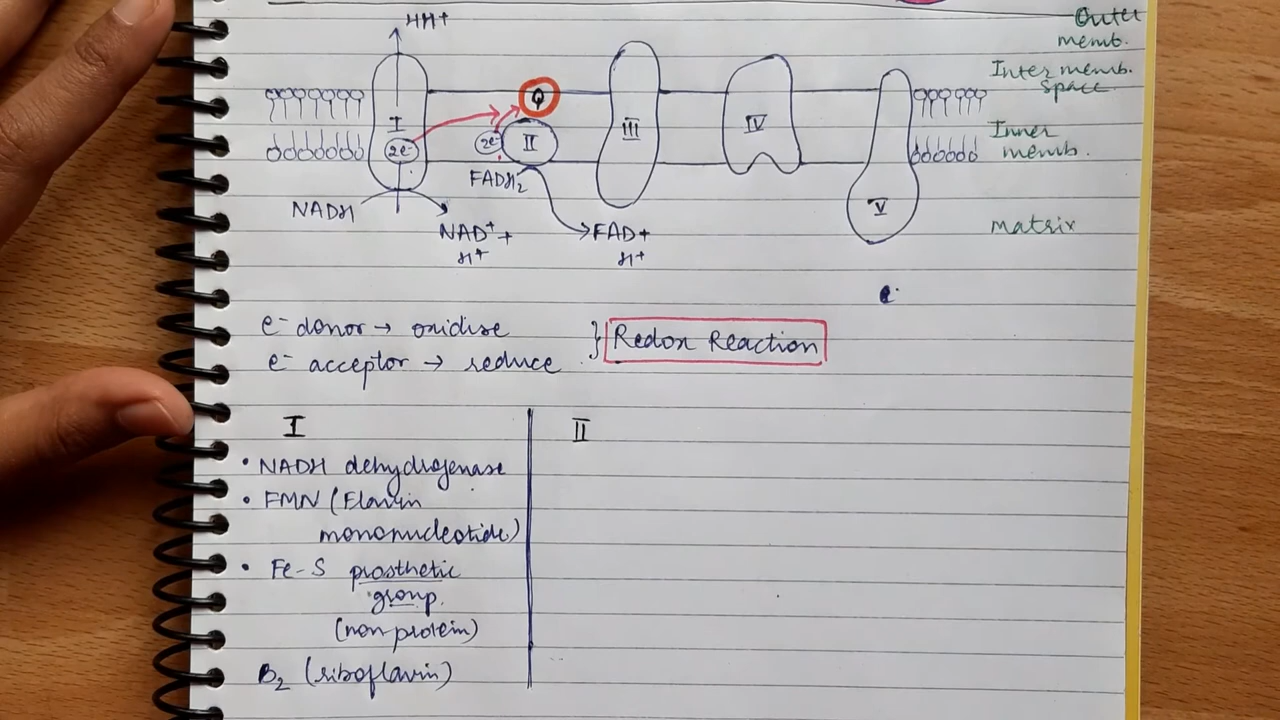 4H+
Outer
memb.
Inter memb.
space
Q
I
II
III
IV
Inner
memb.
2e-
2e-
FADH2
NADH
V
NAD+ +
H+
FAD+
H+
matrix
e- donor → oxidise
e- acceptor → reduce } Redox Reaction
I
II
• NADH dehydrogenase
• FMN (Flavin
mononucleotide)
• Fe-S prosthetic
group.
(non protein)
B2 (riboflavin)